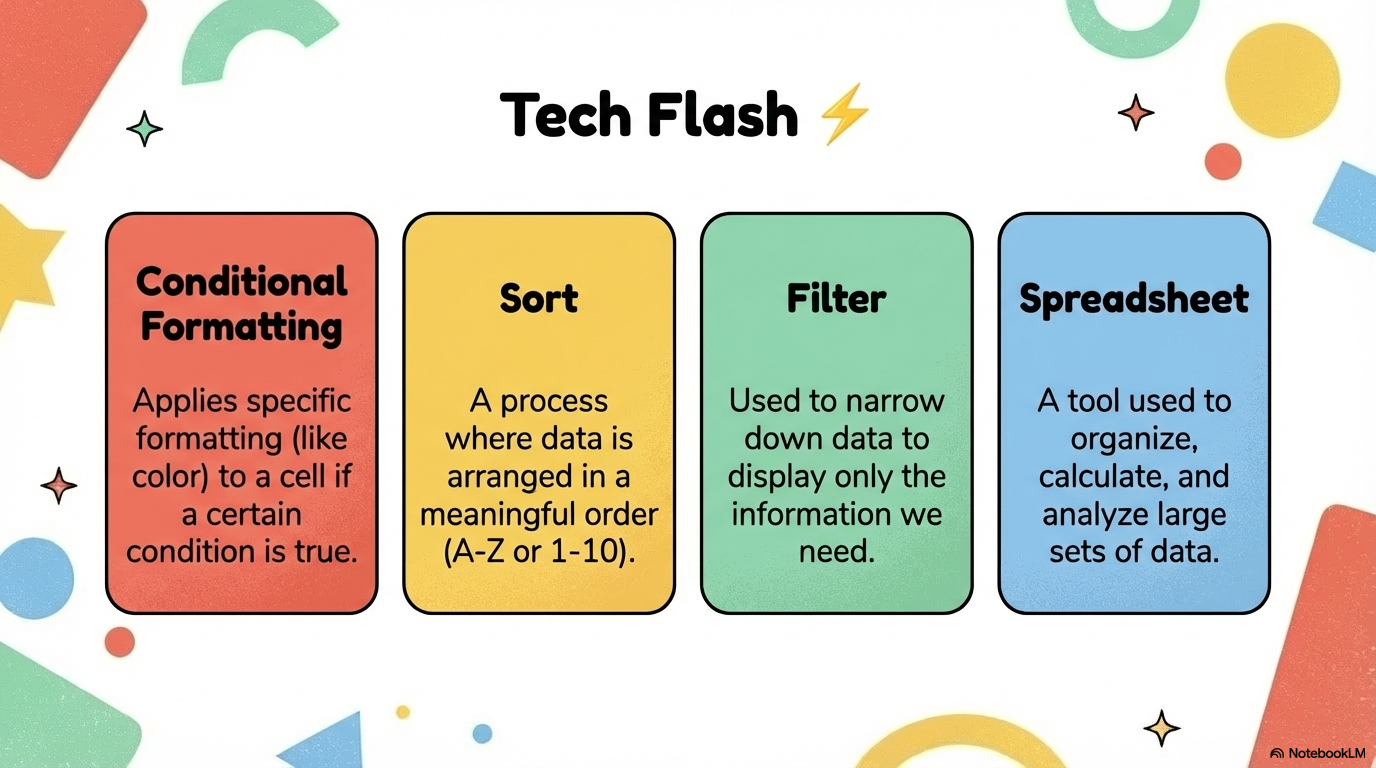 Tech Flash ⚡
Conditional
Formatting
Applies specific
formatting (like
color) to a cell if
a certain
condition is true.
Sort
A process
where data is
arranged in a
meaningful order
(A-Z or 1-10).
Filter
Used to narrow
down data to
display only the
information we
need.
Spreadsheet
A tool used to
organize,
calculate, and
analyze large
sets of data.
NotebookLM